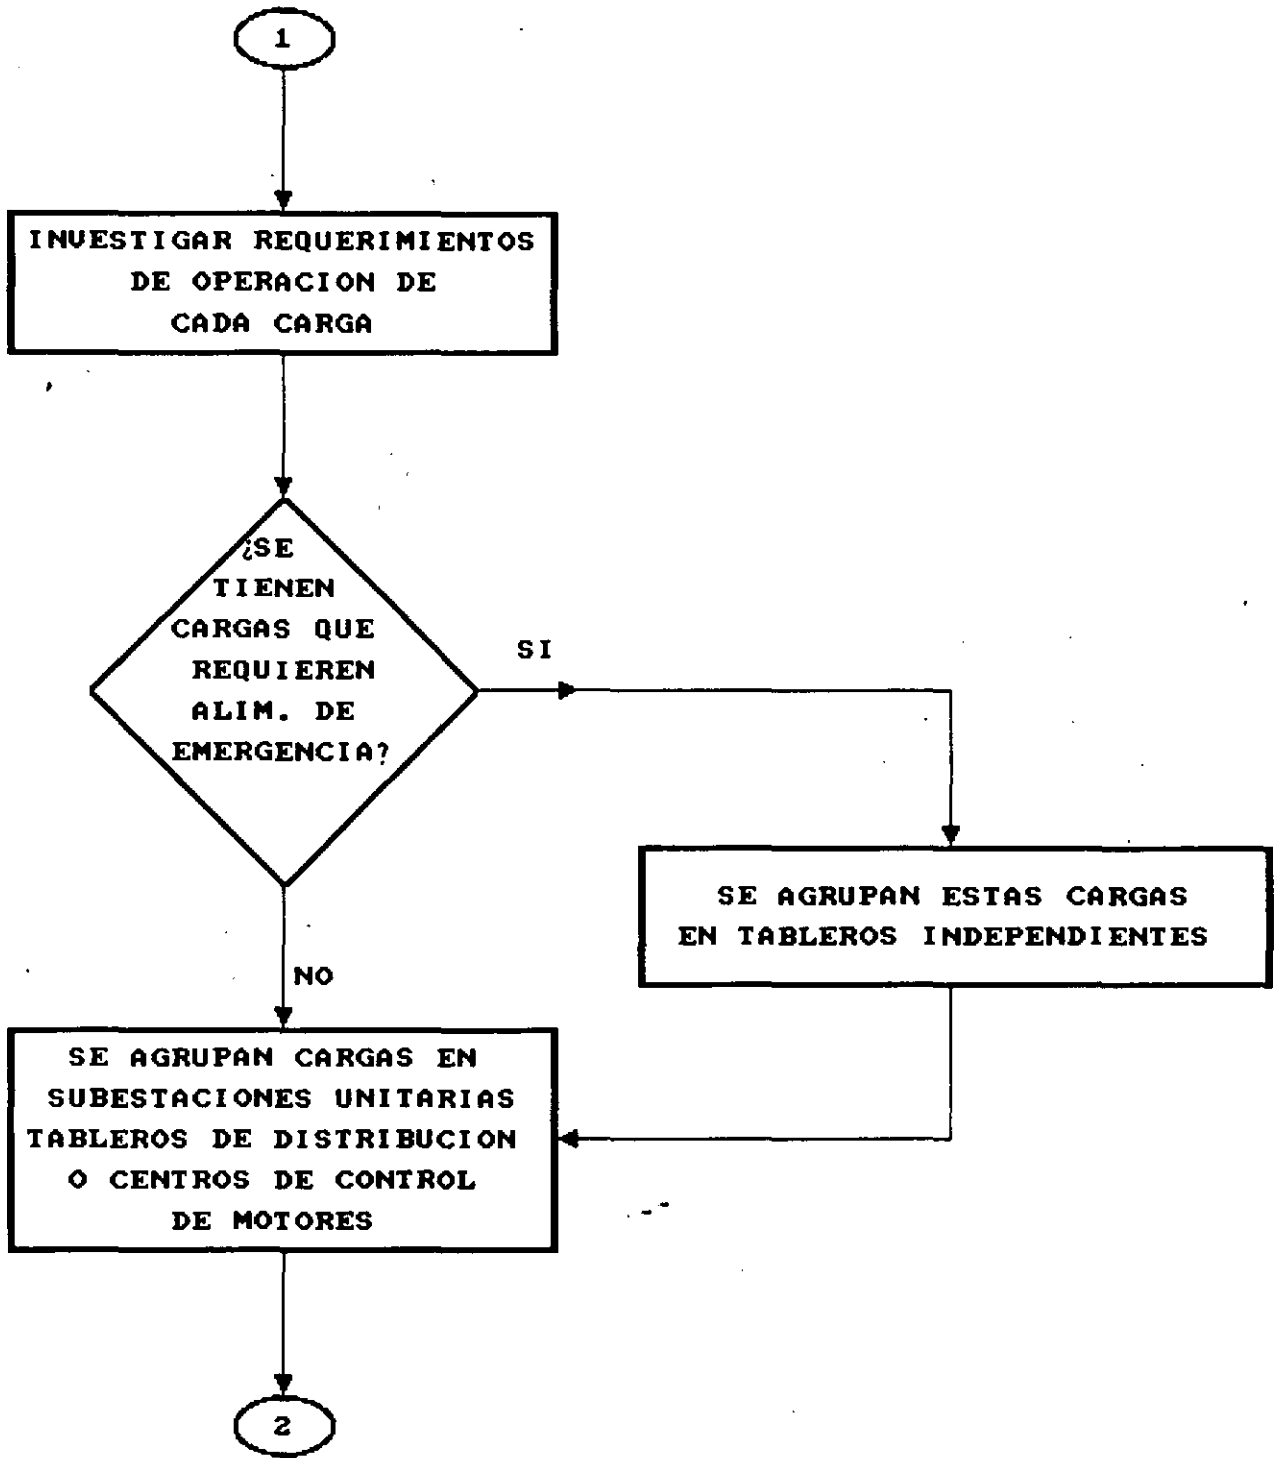 1
INVESTIGAR REQUERIMIENTOS
DE OPERACION DE
CADA CARGA
¿SE
TIENEN
CARGAS QUE
REQUIEREN
ALIM. DE
EMERGENCIA?
SI
SE AGRUPAN ESTAS CARGAS
EN TABLEROS INDEPENDIENTES
NO
SE AGRUPAN CARGAS EN
SUBESTACIONES UNITARIAS
TABLEROS DE DISTRIBUCION
O CENTROS DE CONTROL
DE MOTORES
2